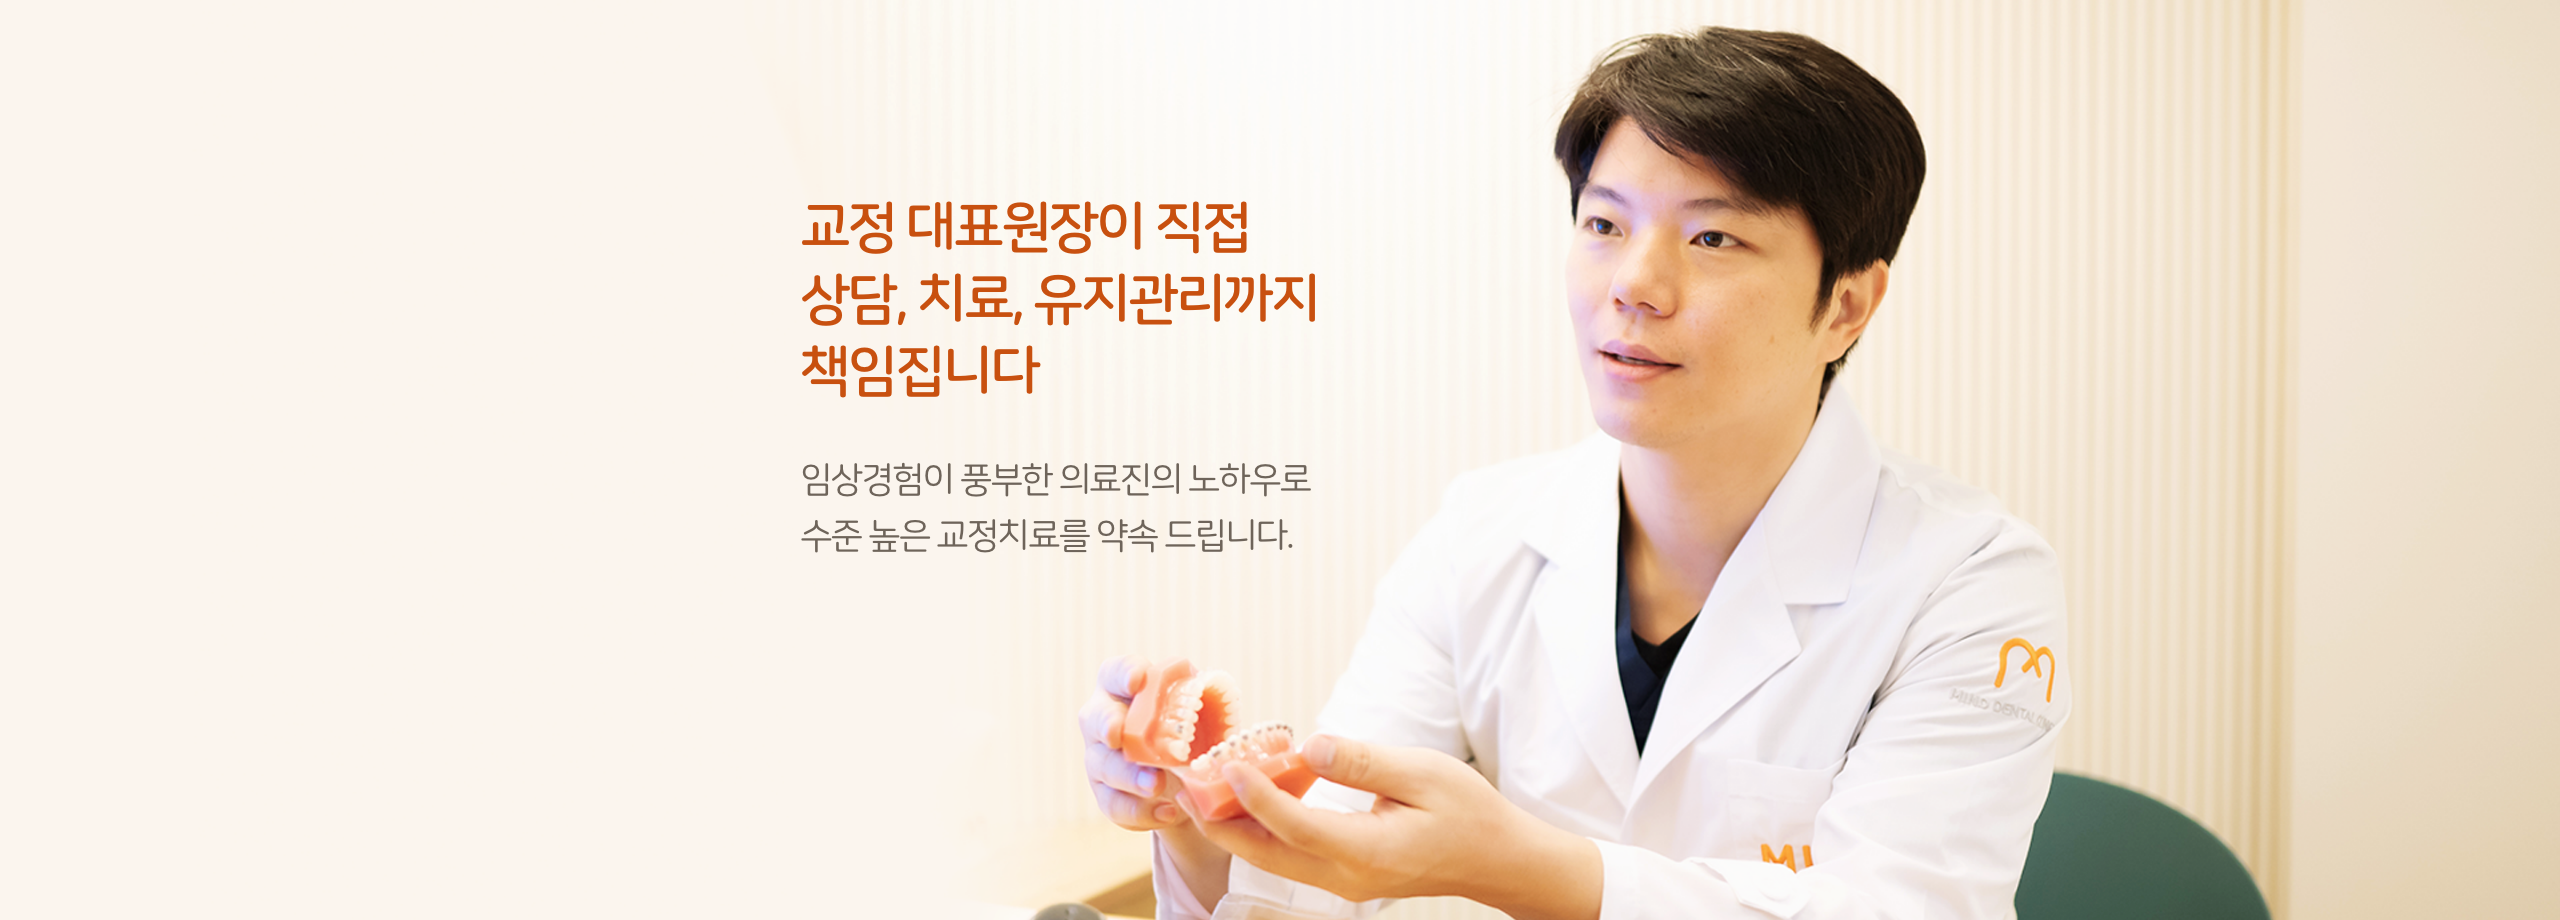 교정 대표원장이 직접
상담, 치료, 유지관리까지
책임집니다
임상경험이 풍부한 의료진의 노하우로
수준 높은 교정치료를 약속 드립니다.
DENTAL
MI